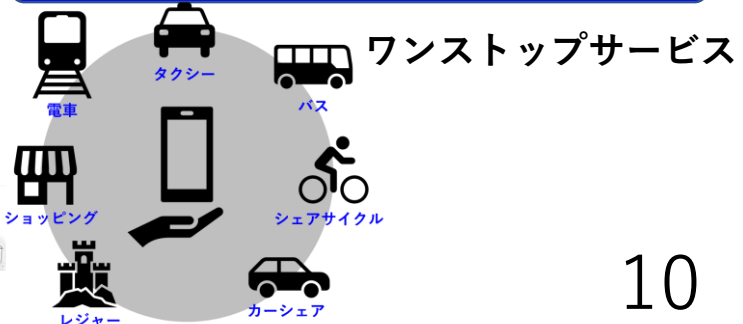 ワンストップサービス
タクシー
電車
バス
ショッピング
シェアサイクル
レジャー
カーシェア
10